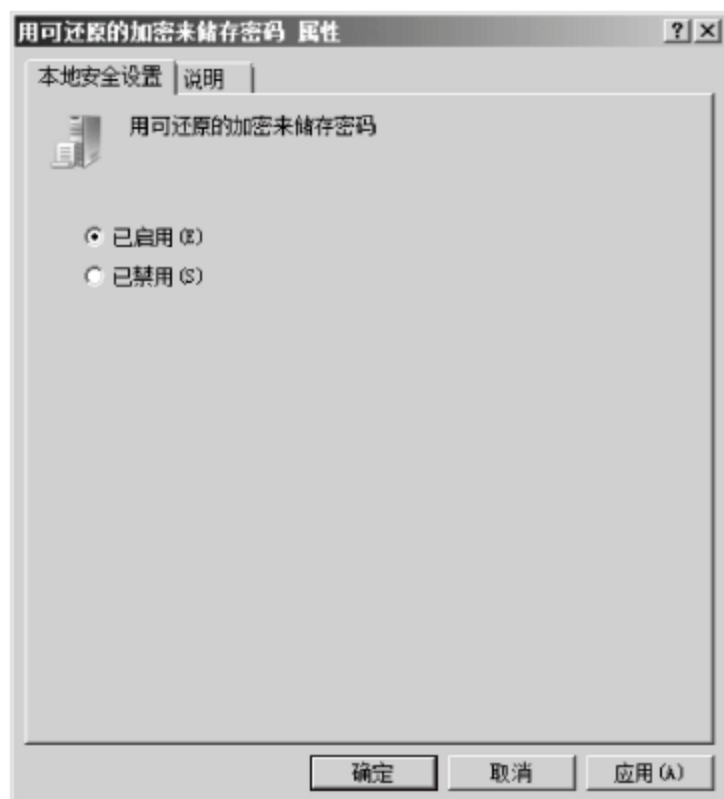 用可还原的加密来储存密码 属性
本地安全设置 说明
用可还原的加密来储存密码
已启用(E)
已禁用(S)
确定 取消 应用(A)